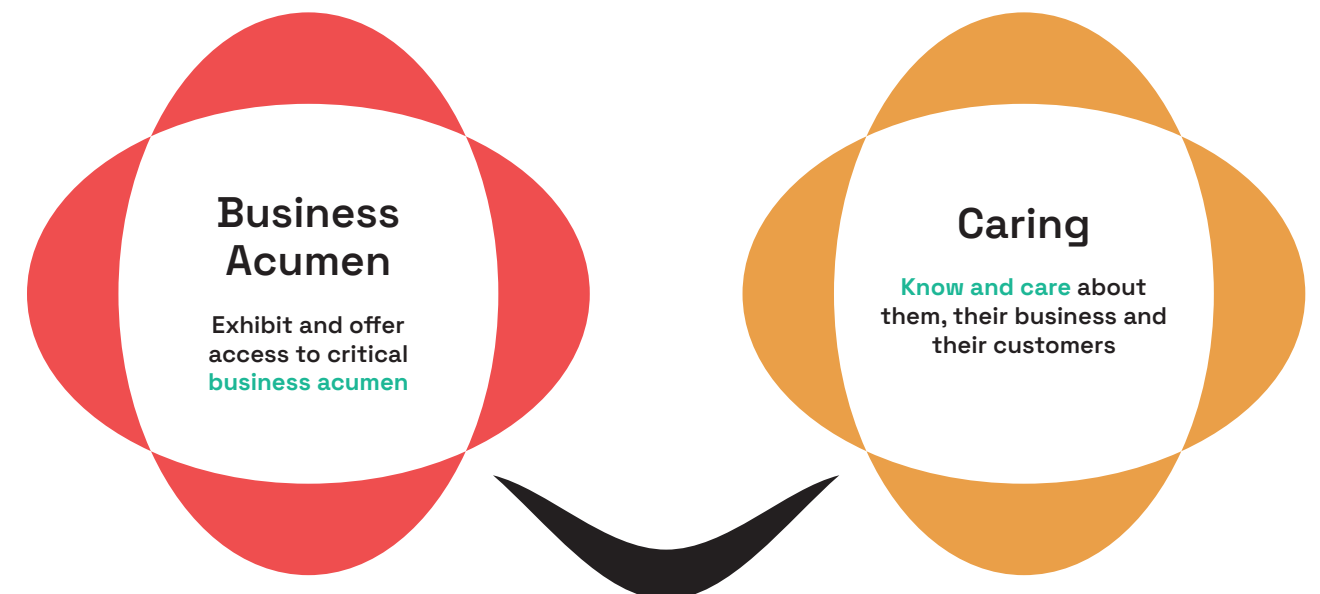 Business
Acumen
Exhibit and offer
access to critical
business acumen
Caring
Know and care about
them, their business and
their customers